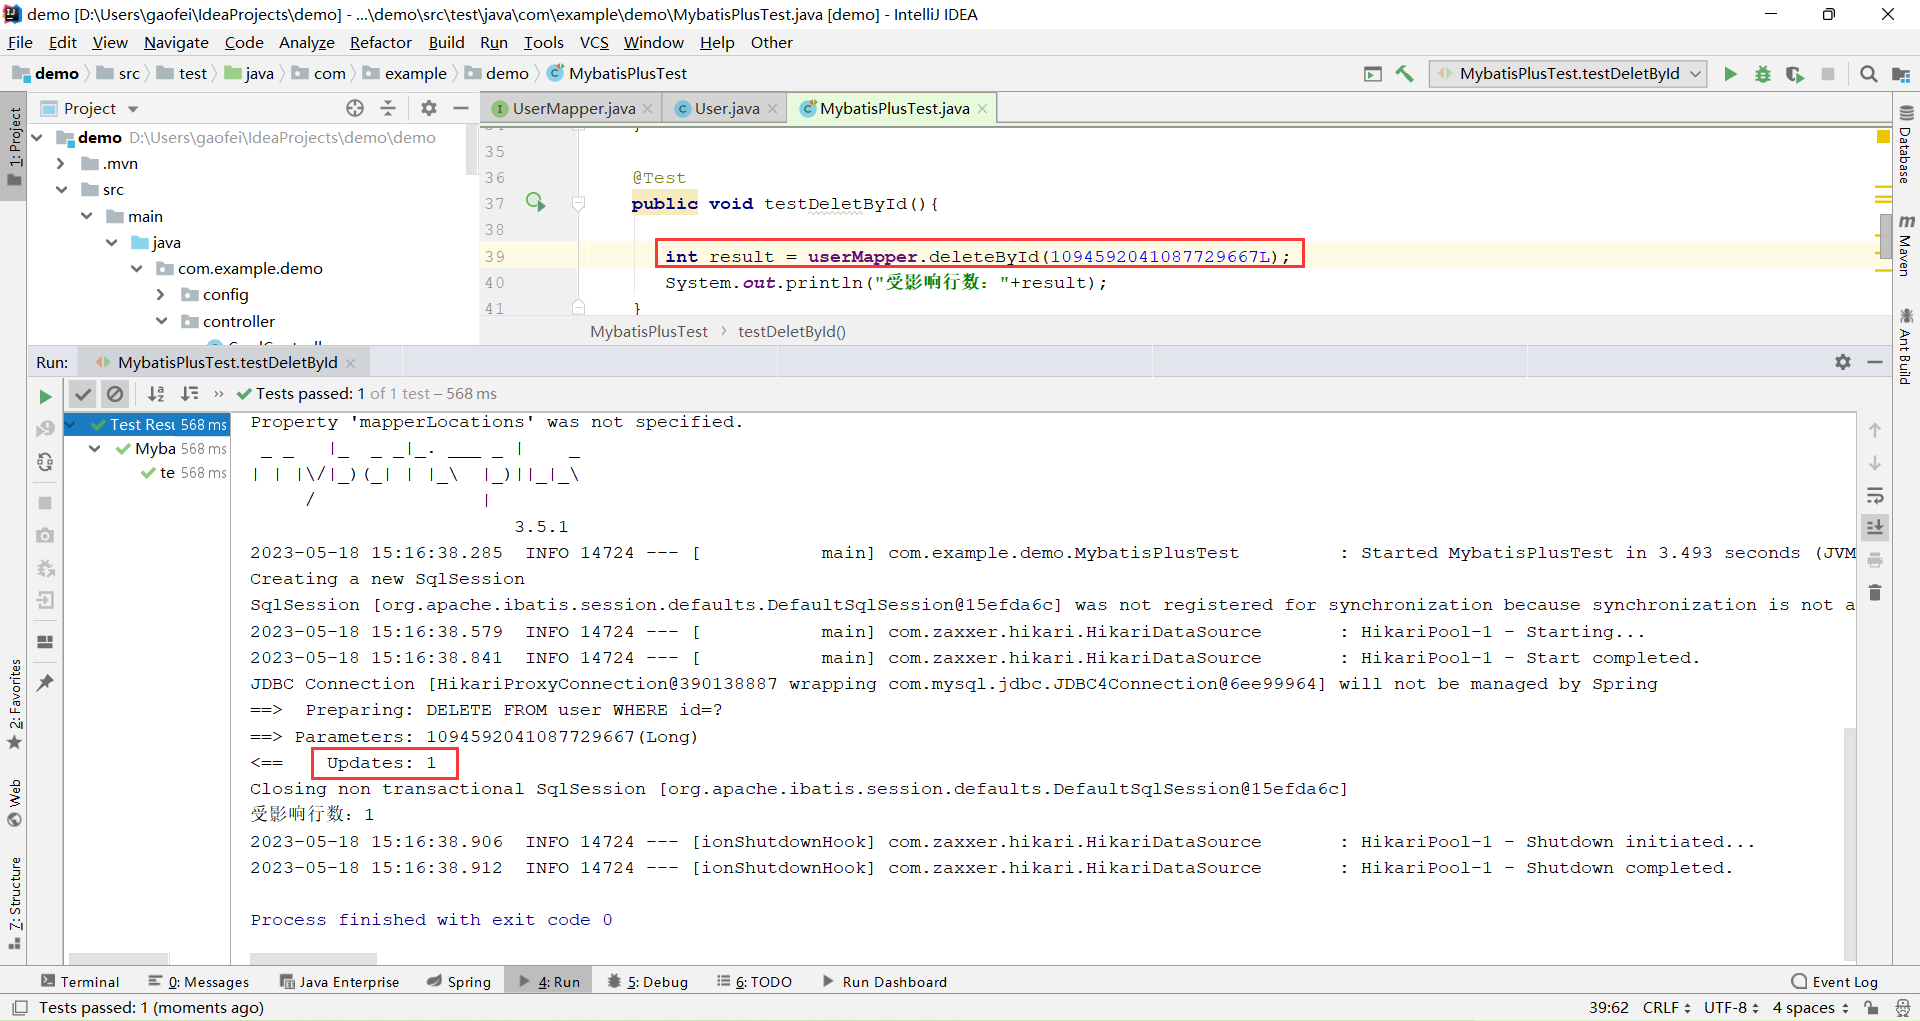 demo [D:\Users\gaofei\IdeaProjects\demo] - ...\demo\src\test\java\com\example\demo\MybatisPlusTest.java [demo] - IntelliJ IDEA
File Edit View Navigate Code Analyze Refactor Build Run Tools VCS Window Help Other
demo src test java com example demo MybatisPlusTest
MybatisPlusTest.testDeletById
Project
UserMapper.java User.java MybatisPlusTest.java
demo D:\Users\gaofei\IdeaProjects\demo\demo
.mvn
src
main
java
com.example.demo
config
controller
35
36 @Test
37 public void testDeletById(){
38
39 int result = userMapper.deleteById(1094592041087729667L);
40 System.out.println("受影响行数："+result);
41 }
MybatisPlusTest › testDeletById()
Run: MybatisPlusTest.testDeletById
Tests passed: 1 of 1 test – 568 ms
Test Resu 568 ms
Myba 568 ms
te 568 ms
Property 'mapperLocations' was not specified.
 _ _   |_  _ _|_. ___ _ |    _
| | |\/|_)(_| | |_\  |_)||_|_\
     /               |
3.5.1
2023-05-18 15:16:38.285  INFO 14724 --- [           main] com.example.demo.MybatisPlusTest         : Started MybatisPlusTest in 3.493 seconds (JVM
Creating a new SqlSession
SqlSession [org.apache.ibatis.session.defaults.DefaultSqlSession@15efda6c] was not registered for synchronization because synchronization is not a
2023-05-18 15:16:38.579  INFO 14724 --- [           main] com.zaxxer.hikari.HikariDataSource       : HikariPool-1 - Starting...
2023-05-18 15:16:38.841  INFO 14724 --- [           main] com.zaxxer.hikari.HikariDataSource       : HikariPool-1 - Start completed.
JDBC Connection [HikariProxyConnection@390138887 wrapping com.mysql.jdbc.JDBC4Connection@6ee99964] will not be managed by Spring
==>  Preparing: DELETE FROM user WHERE id=?
==> Parameters: 1094592041087729667(Long)
<==    Updates: 1
Closing non transactional SqlSession [org.apache.ibatis.session.defaults.DefaultSqlSession@15efda6c]
受影响行数：1
2023-05-18 15:16:38.906  INFO 14724 --- [ionShutdownHook] com.zaxxer.hikari.HikariDataSource       : HikariPool-1 - Shutdown initiated...
2023-05-18 15:16:38.912  INFO 14724 --- [ionShutdownHook] com.zaxxer.hikari.HikariDataSource       : HikariPool-1 - Shutdown completed.
Process finished with exit code 0
1: Project
2: Favorites
Web
7: Structure
Database
Maven
Ant Build
Terminal 0: Messages Java Enterprise Spring 4: Run 5: Debug 6: TODO Run Dashboard Event Log
Tests passed: 1 (moments ago) 39:62 CRLF UTF-8 4 spaces